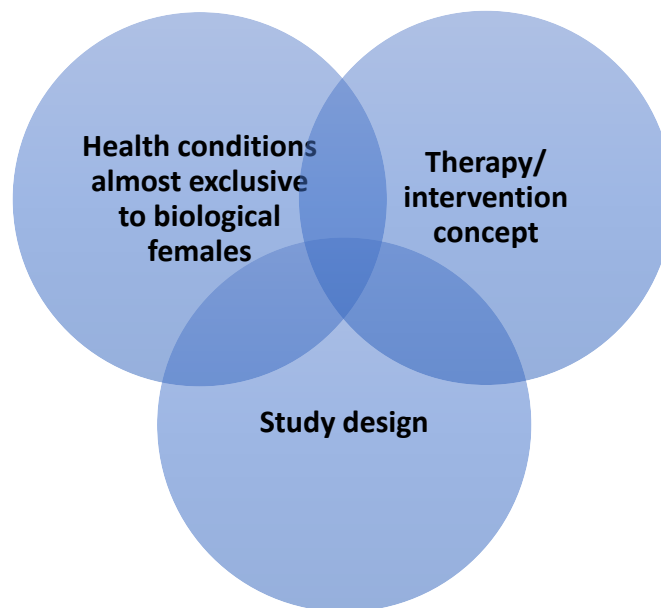 Health conditions
almost exclusive
to biological
females
Therapy/
intervention
concept
Study design